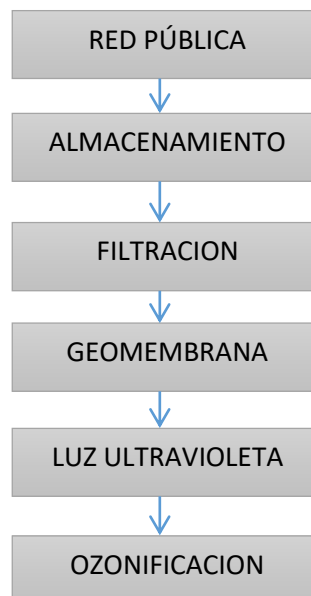 RED PÚBLICA
ALMACENAMIENTO
FILTRACION
GEOMEMBRANA
LUZ ULTRAVIOLETA
OZONIFICACION